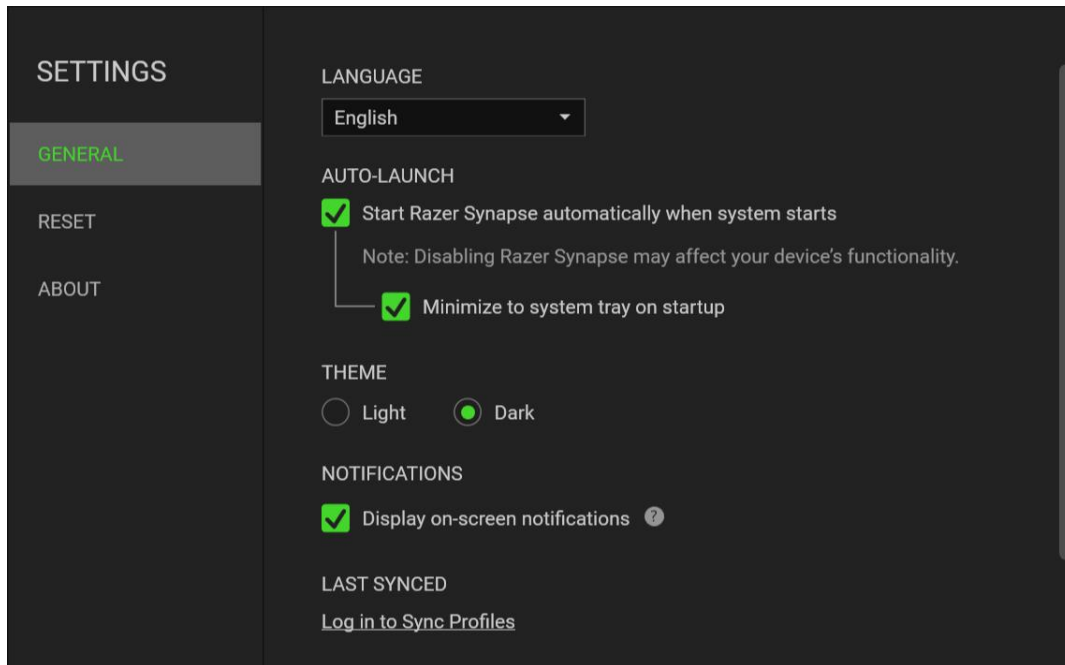 SETTINGS
GENERAL
RESET
ABOUT
LANGUAGE
English
AUTO-LAUNCH
Start Razer Synapse automatically when system starts
Note: Disabling Razer Synapse may affect your device’s functionality.
Minimize to system tray on startup
THEME
Light
Dark
NOTIFICATIONS
Display on-screen notifications ?
LAST SYNCED
Log in to Sync Profiles